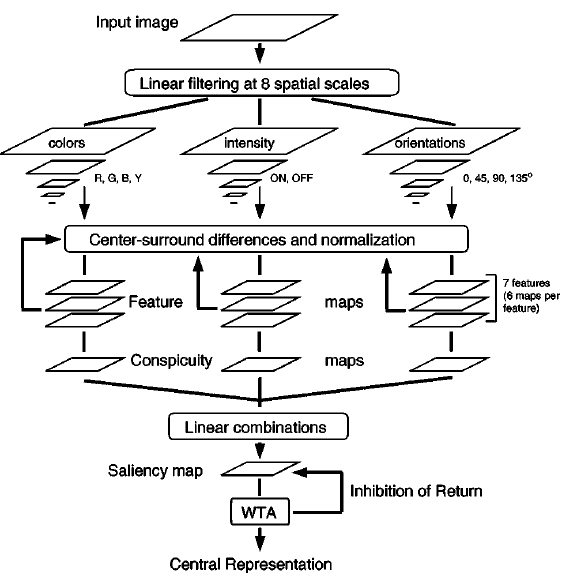 Input image
Linear filtering at 8 spatial scales
colors
intensity
orientations
R, G, B, Y
ON, OFF
0, 45, 90, 135°
Center-surround differences and normalization
Feature
maps
7 features
(6 maps per
feature)
Conspicuity
maps
Linear combinations
Saliency map
Inhibition of Return
WTA
Central Representation